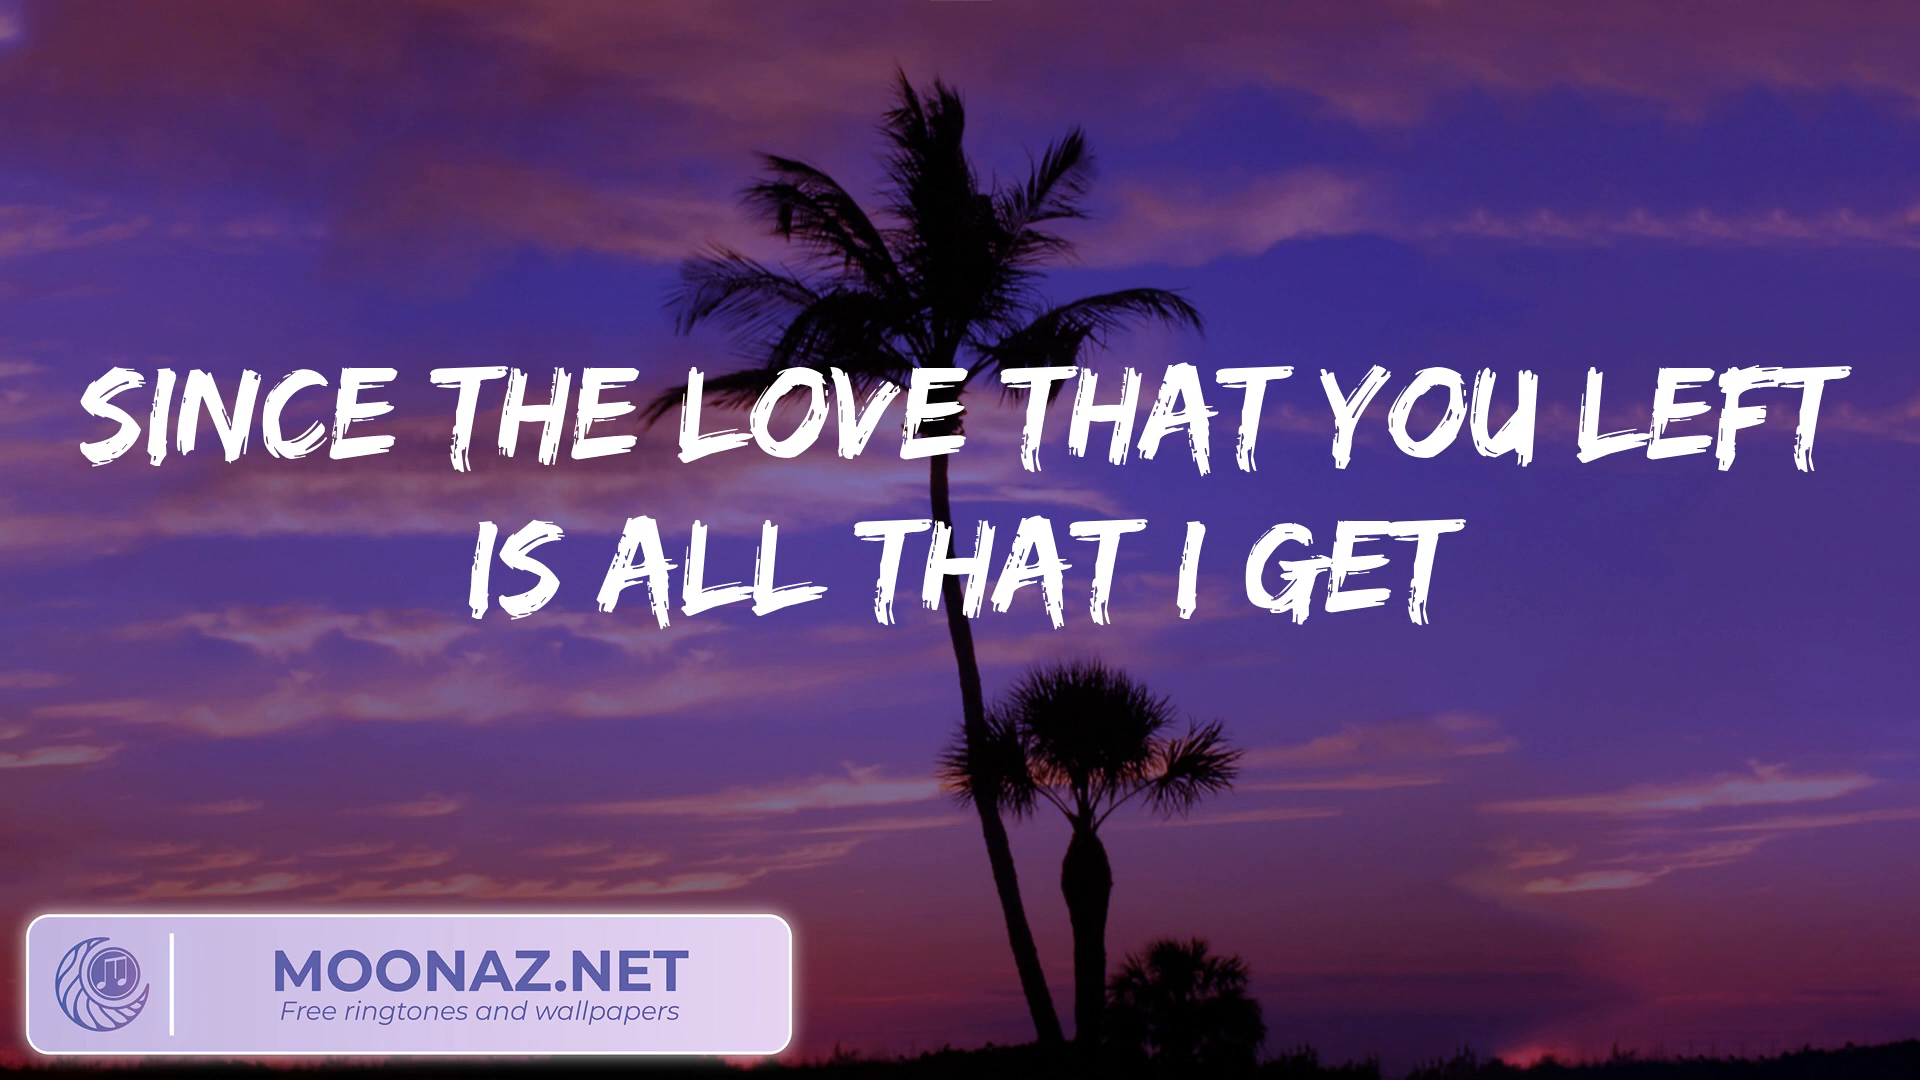 SINCE THE LOVE THAT YOU LEFT
IS ALL THAT I GET
MOONAZ.NET
Free ringtones and wallpapers